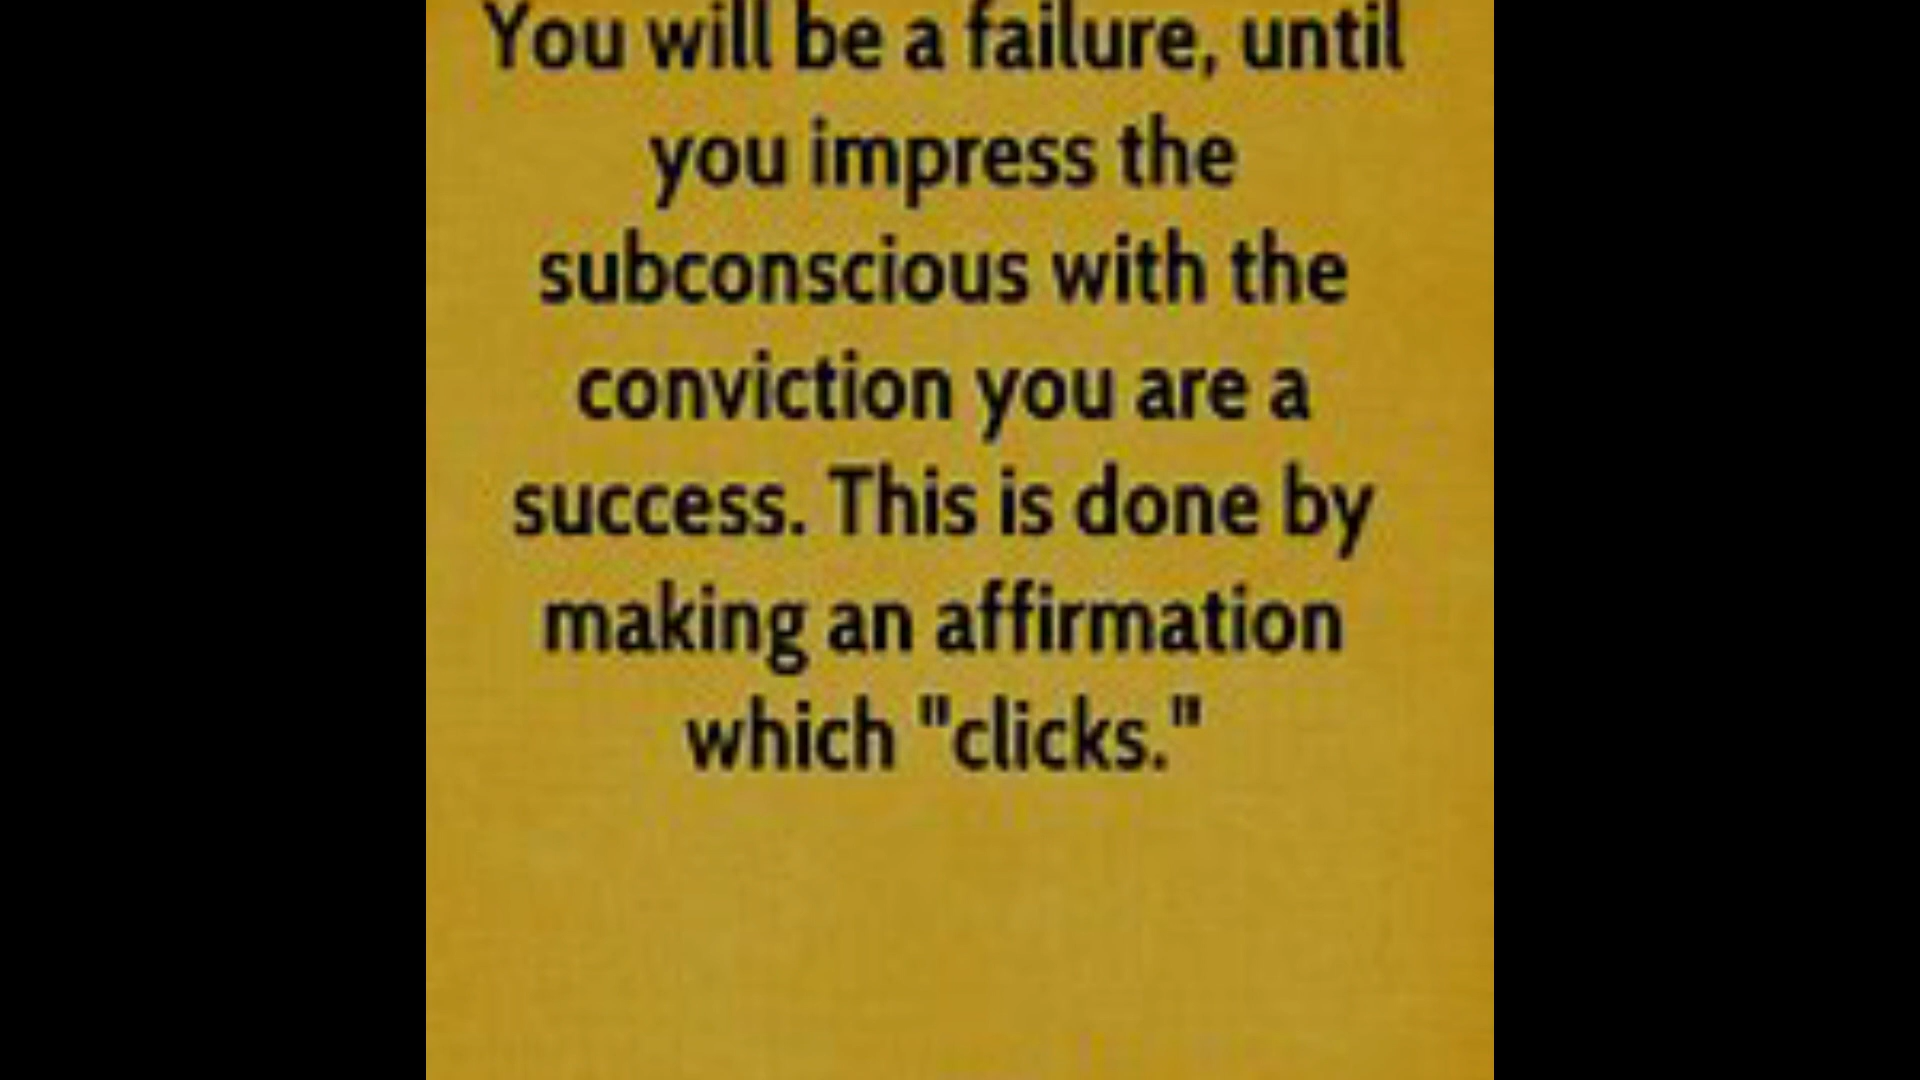 You will be a failure, until
you impress the
subconscious with the
conviction you are a
success. This is done by
making an affirmation
which "clicks."